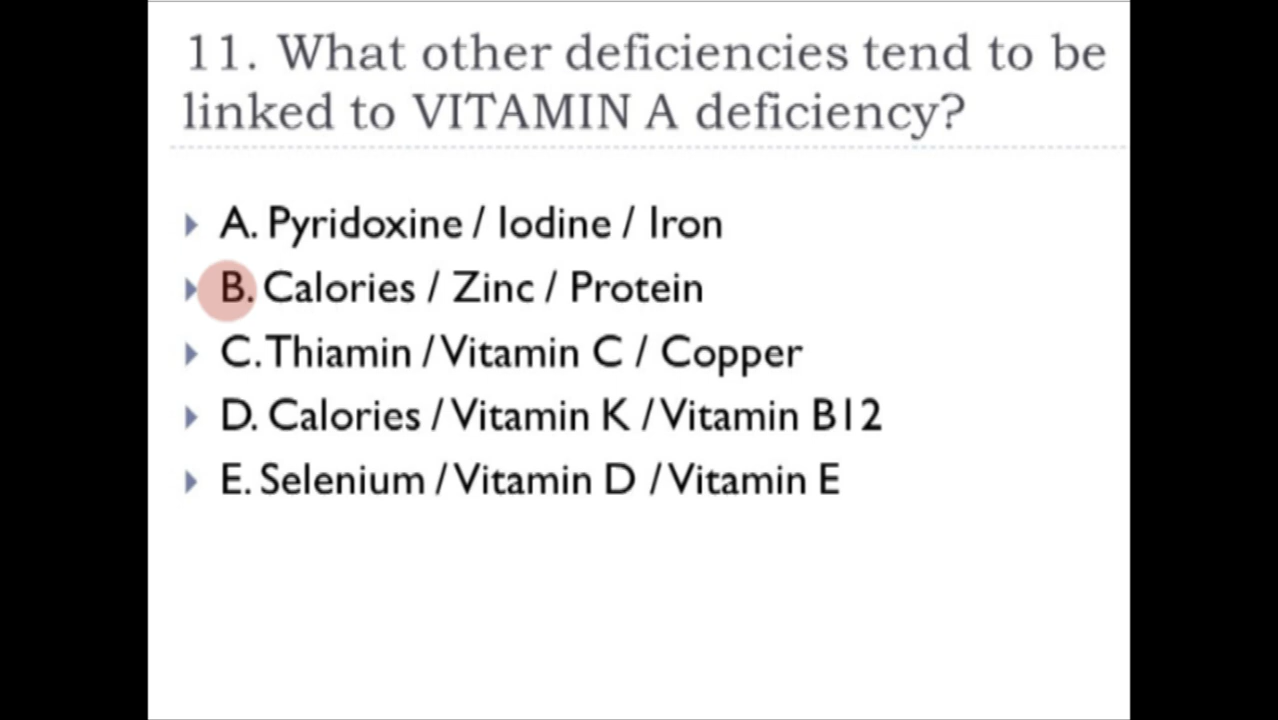 11. What other deficiencies tend to be
linked to VITAMIN A deficiency?
A. Pyridoxine / Iodine / Iron
B. Calories / Zinc / Protein
C. Thiamin / Vitamin C / Copper
D. Calories / Vitamin K / Vitamin B12
E. Selenium / Vitamin D / Vitamin E